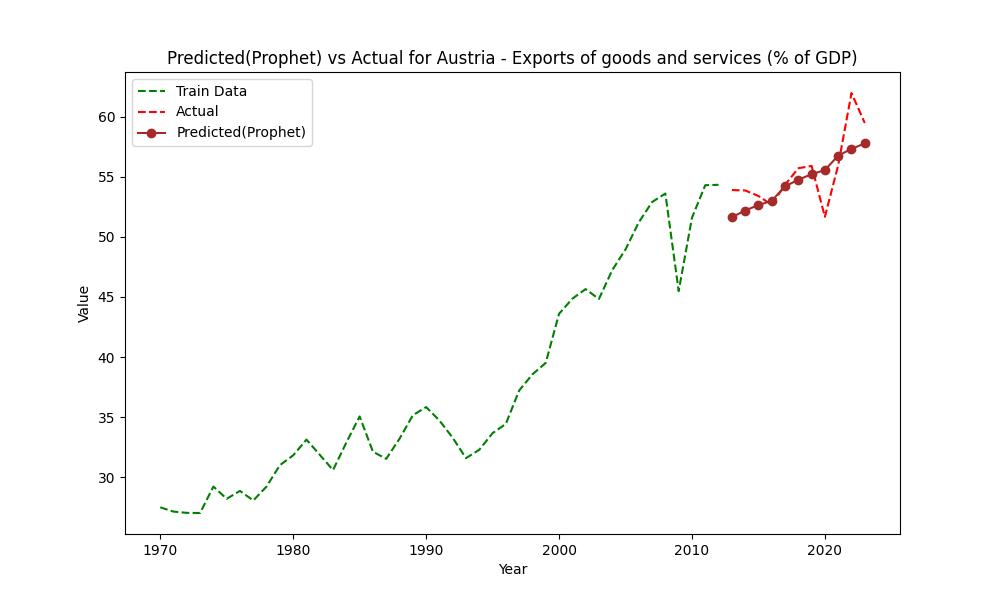 Predicted(Prophet) vs Actual for Austria - Exports of goods and services (% of GDP)
Train Data
Actual
Predicted(Prophet)
60
55
50
45
40
35
30
Value
1970 1980 1990 2000 2010 2020
Year